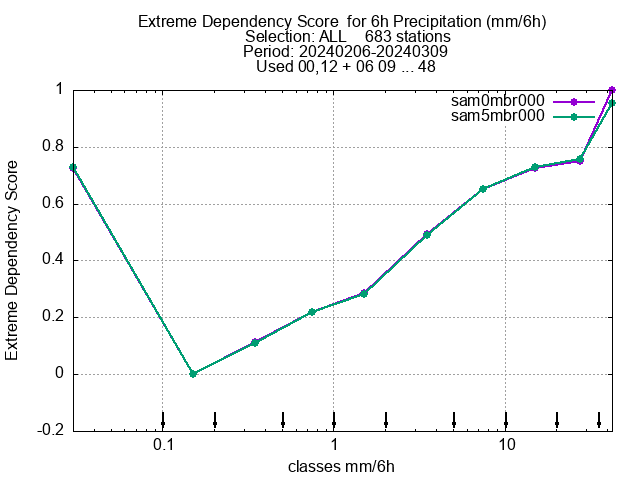 Extreme Dependency Score  for 6h Precipitation (mm/6h)
Selection: ALL    683 stations
Period: 20240206-20240309
Used 00,12 + 06 09 ... 48
sam0mbr000
sam5mbr000
1
0.8
0.6
0.4
0.2
0
-0.2
Extreme Dependency Score
0.1
1
10
classes mm/6h